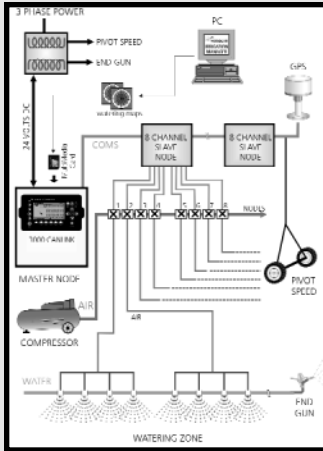 3 PHASE POWER
PIVOT SPEED
END GUN
24 VOLTS DC
PC
GPS
watering maps
COMS
8 CHANNEL
SLAVE
NODE
8 CHANNEL
SLAVE
NODE
1 2 3 4 5 6 7 8
NODES
3000 CANLINK
MASTER NODE
AIR
AIR
COMPRESSOR
PIVOT
SPEED
WATER
END
GUN
WATERING ZONE